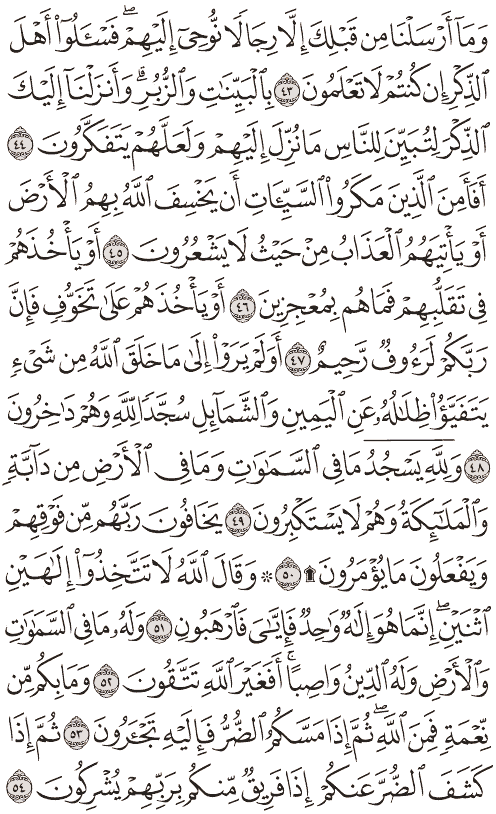 وَمَآ أَرۡسَلۡنَا مِن قَبۡلِكَ إِلَّا رِجَالٗا نُّوحِيٓ إِلَيۡهِمۡۖ فَسۡـَٔلُوٓاْ أَهۡلَ
ٱلذِّكۡرِ إِن كُنتُمۡ لَا تَعۡلَمُونَ ٤٣ بِٱلۡبَيِّنَٰتِ وَٱلزُّبُرِۗ وَأَنزَلۡنَآ إِلَيۡكَ
ٱلذِّكۡرَ لِتُبَيِّنَ لِلنَّاسِ مَا نُزِّلَ إِلَيۡهِمۡ وَلَعَلَّهُمۡ يَتَفَكَّرُونَ ٤٤
أَفَأَمِنَ ٱلَّذِينَ مَكَرُواْ ٱلسَّيِّـَٔاتِ أَن يَخۡسِفَ ٱللَّهُ بِهِمُ ٱلۡأَرۡضَ
أَوۡ يَأۡتِيَهُمُ ٱلۡعَذَابُ مِنۡ حَيۡثُ لَا يَشۡعُرُونَ ٤٥ أَوۡ يَأۡخُذَهُمۡ
فِي تَقَلُّبِهِمۡ فَمَا هُم بِمُعۡجِزِينَ ٤٦ أَوۡ يَأۡخُذَهُمۡ عَلَىٰ تَخَوُّفٖ فَإِنَّ
رَبَّكُمۡ لَرَءُوفٞ رَّحِيمٌ ٤٧ أَوَلَمۡ يَرَوۡاْ إِلَىٰ مَا خَلَقَ ٱللَّهُ مِن شَيۡءٖ
يَتَفَيَّؤُاْ ظِلَٰلُهُۥ عَنِ ٱلۡيَمِينِ وَٱلشَّمَآئِلِ سُجَّدٗا لِّلَّهِ وَهُمۡ دَٰخِرُونَ
٤٨ وَلِلَّهِۤ يَسۡجُدُۤ مَا فِي ٱلسَّمَٰوَٰتِ وَمَا فِي ٱلۡأَرۡضِ مِن دَآبَّةٖ
وَٱلۡمَلَٰٓئِكَةُ وَهُمۡ لَا يَسۡتَكۡبِرُونَ ٤٩ يَخَافُونَ رَبَّهُم مِّن فَوۡقِهِمۡ
وَيَفۡعَلُونَ مَا يُؤۡمَرُونَ ۩ ٥٠ ۞ وَقَالَ ٱللَّهُ لَا تَتَّخِذُوٓاْ إِلَٰهَيۡنِ
ٱثۡنَيۡنِۖ إِنَّمَا هُوَ إِلَٰهٞ وَٰحِدٞ فَإِيَّٰيَ فَٱرۡهَبُونِ ٥١ وَلَهُۥ مَا فِي ٱلسَّمَٰوَٰتِ
وَٱلۡأَرۡضِ وَلَهُ ٱلدِّينُ وَاصِبًاۚ أَفَغَيۡرَ ٱللَّهِ تَتَّقُونَ ٥٢ وَمَا بِكُم مِّن
نِّعۡمَةٖ فَمِنَ ٱللَّهِۖ ثُمَّ إِذَا مَسَّكُمُ ٱلضُّرُّ فَإِلَيۡهِ تَجۡـَٔرُونَ ٥٣ ثُمَّ إِذَا
كَشَفَ ٱلضُّرَّ عَنكُمۡ إِذَا فَرِيقٞ مِّنكُم بِرَبِّهِمۡ يُشۡرِكُونَ ٥٤